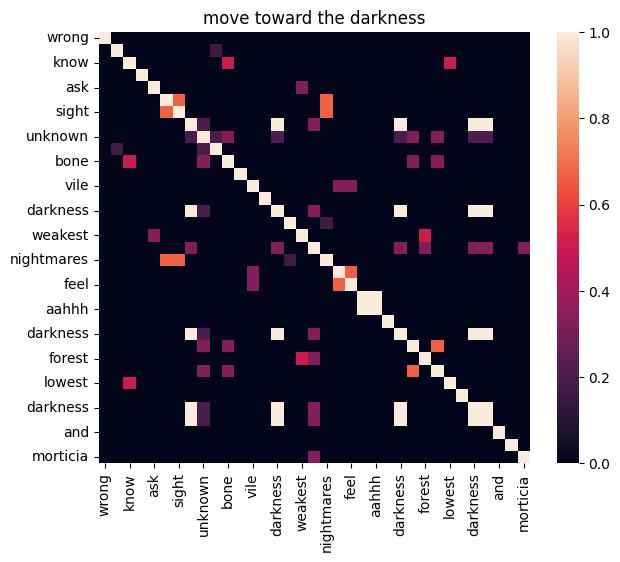 move toward the darkness
wrong
know
ask
sight
unknown
bone
vile
darkness
weakest
nightmares
feel
aahhh
darkness
forest
lowest
darkness
and
morticia
wrong
know
ask
sight
unknown
bone
vile
darkness
weakest
nightmares
feel
aahhh
darkness
forest
lowest
darkness
and
morticia
1.0
0.8
0.6
0.4
0.2
0.0